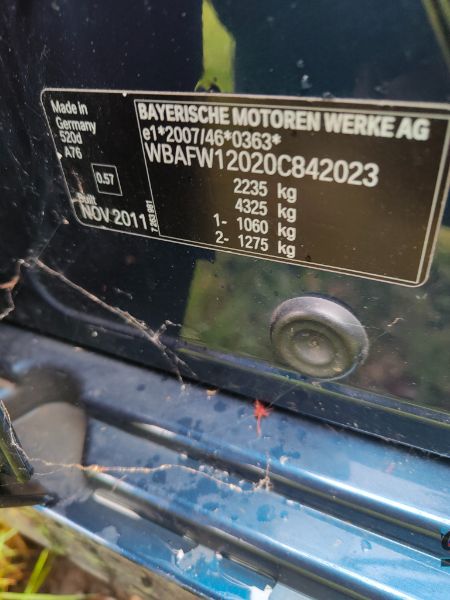 Made in
Germany
520d
A76
0.57
Built
NOV 2011
BAYERISCHE MOTOREN WERKE AG
e1*2007/46*0363*
WBAFW12020C842023
2235 kg
4325 kg
1- 1060 kg
2- 1275 kg